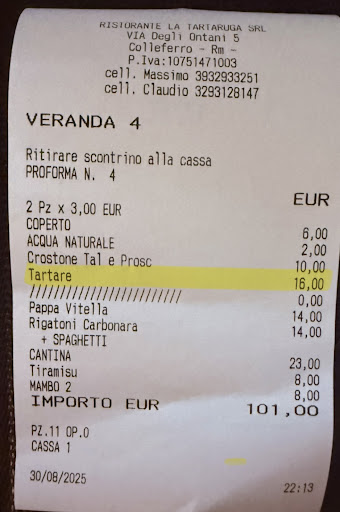 RISTORANTE LA TARTARUGA SRL
VIA Degli Ontani 5
Colleferro - Rm -
P.Iva:10751471003
cell. Massimo 3932933251
cell. Claudio 3293128147
VERANDA 4
Ritirare scontrino alla cassa
PROFORMA N. 4
EUR
2 Pz x 3,00 EUR
COPERTO 6,00
ACQUA NATURALE 2,00
Crostone Tal e Prosc 10,00
Tartare 16,00
/////////////////////////// 0,00
Pappa Vitella 14,00
Rigatoni Carbonara 14,00
+ SPAGHETTI
CANTINA 23,00
Tiramisu 8,00
MAMBO 2 8,00
IMPORTO EUR 101,00
PZ.11 OP.0
CASSA 1
30/08/2025 22:13